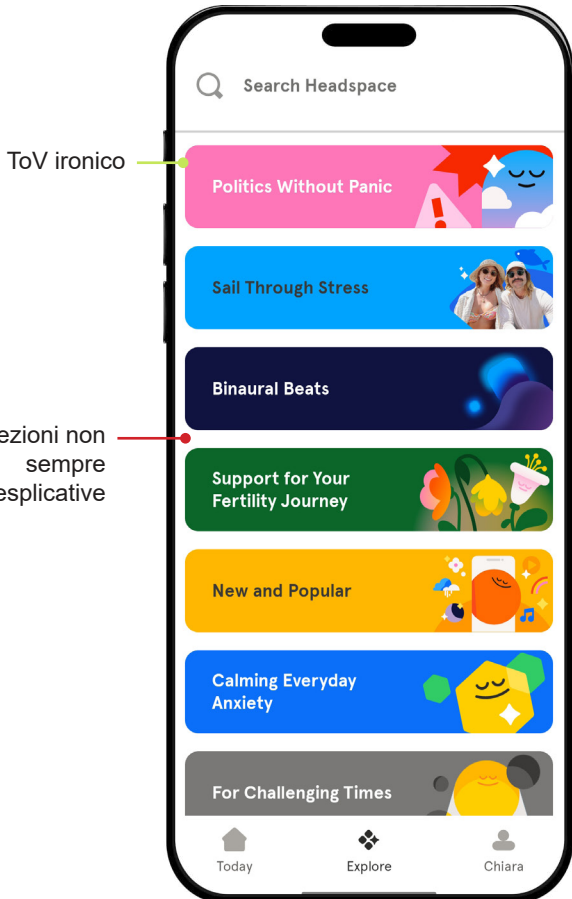 Search Headspace
ToV ironico
Politics Without Panic
Sail Through Stress
Binaural Beats
ezioni non
sempre
esplicative
Support for Your
Fertility Journey
New and Popular
Calming Everyday
Anxiety
For Challenging Times
Today
Explore
Chiara